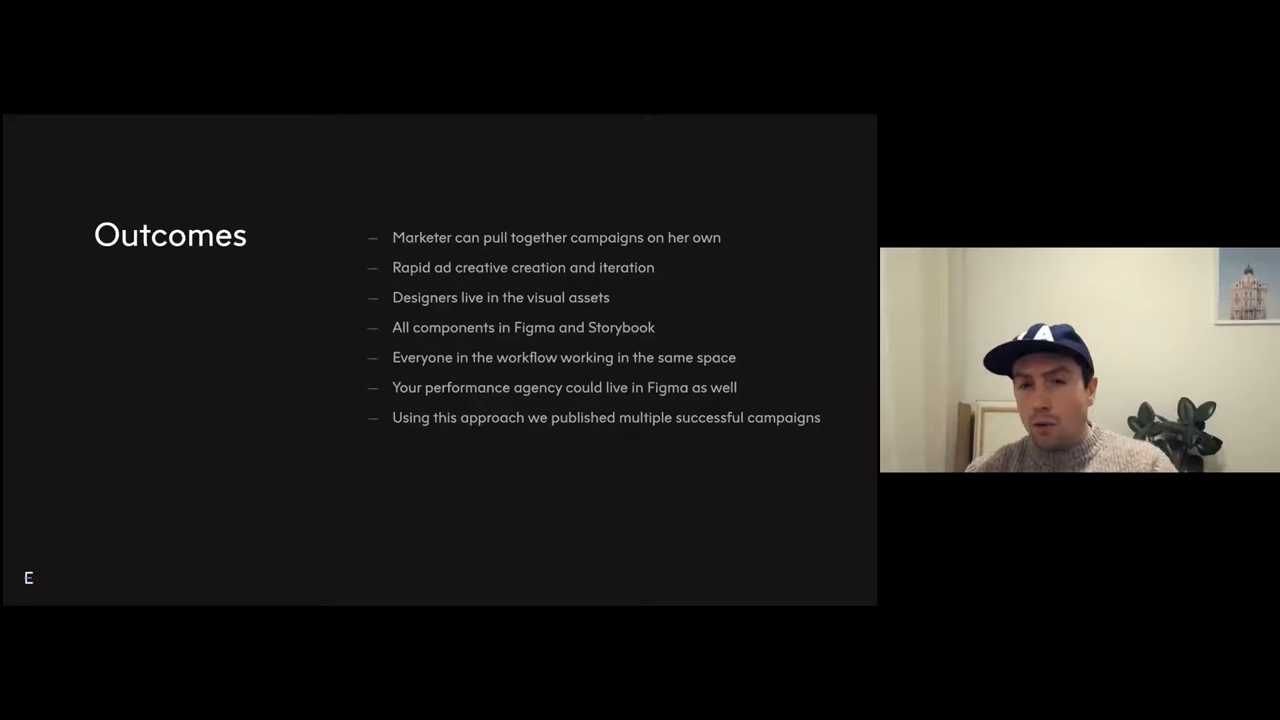 Outcomes
— Marketer can pull together campaigns on her own
— Rapid ad creative creation and iteration
— Designers live in the visual assets
— All components in Figma and Storybook
— Everyone in the workflow working in the same space
— Your performance agency could live in Figma as well
— Using this approach we published multiple successful campaigns
E